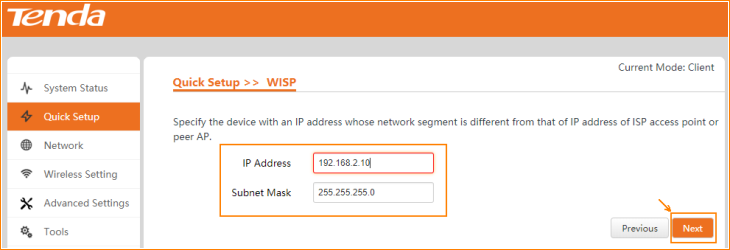 Tenda
Current Mode: Client
System Status
Quick Setup
Network
Wireless Setting
Advanced Settings
Tools
Quick Setup >> WISP
Specify the device with an IP address whose network segment is different from that of IP address of ISP access point or
peer AP.
IP Address 192.168.2.10
Subnet Mask 255.255.255.0
Previous Next